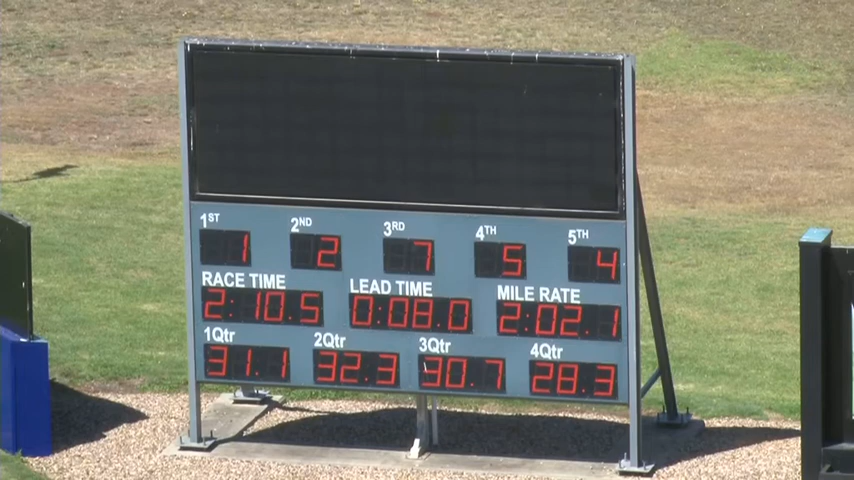 1ST 2ND 3RD 4TH 5TH
1 2 7 5 4
RACE TIME LEAD TIME MILE RATE
2:10.5 0:08.0 2:02.1
1Qtr 2Qtr 3Qtr 4Qtr
31.1 32.3 30.7 28.3